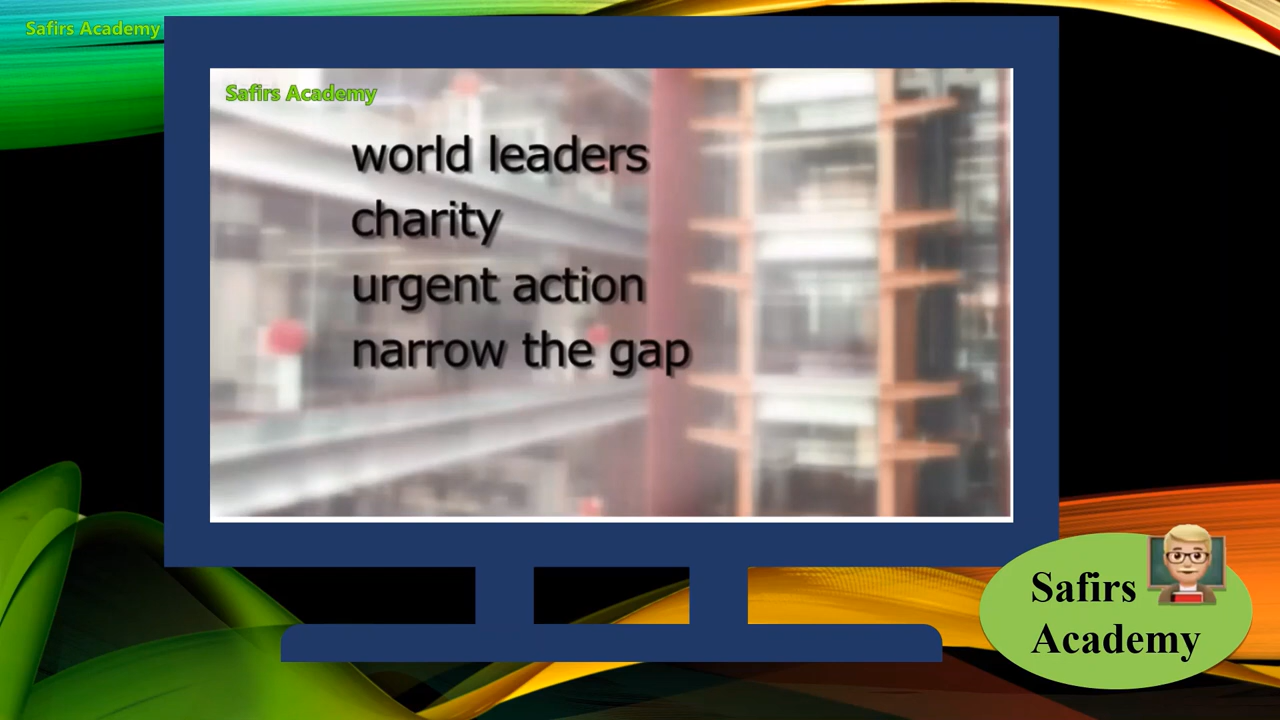 Safirs Academy
Safirs Academy
world leaders
charity
urgent action
narrow the gap
Safirs
Academy